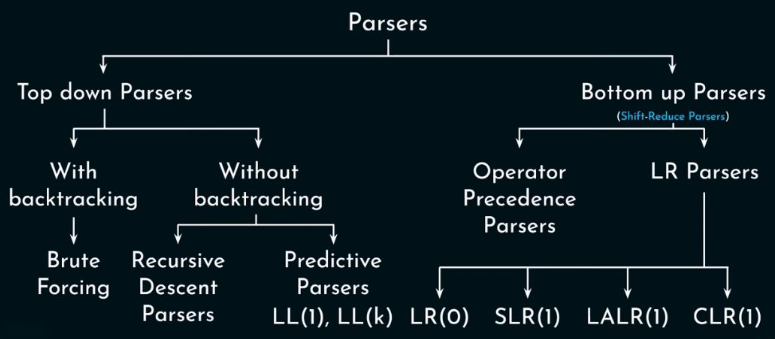 Parsers
Top down Parsers
Bottom up Parsers
(Shift-Reduce Parsers)
With
backtracking
Without
backtracking
Operator
Precedence
Parsers
LR Parsers
Brute
Forcing
Recursive
Descent
Parsers
Predictive
Parsers
LL(1), LL(k)
LR(0)
SLR(1)
LALR(1)
CLR(1)